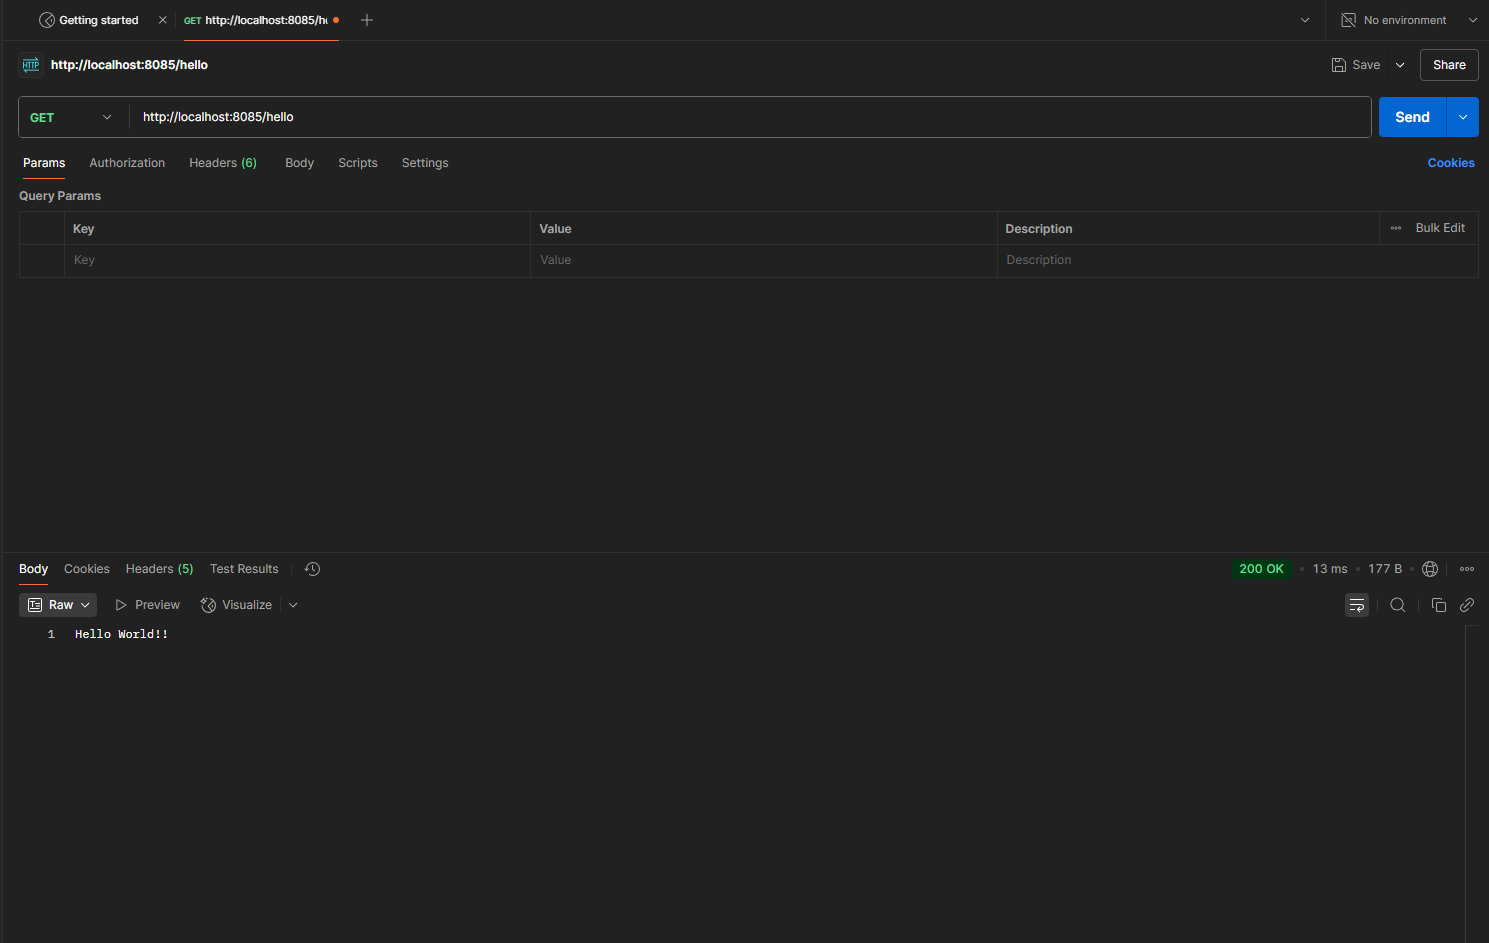 Getting started GET http://localhost:8085/h No environment
HTTP http://localhost:8085/hello Save Share
GET http://localhost:8085/hello Send
Params Authorization Headers (6) Body Scripts Settings Cookies
Query Params
Key Value Description Bulk Edit
Key Value Description
Body Cookies Headers (5) Test Results 200 OK 13 ms 177 B
Raw Preview Visualize
1 Hello World!!